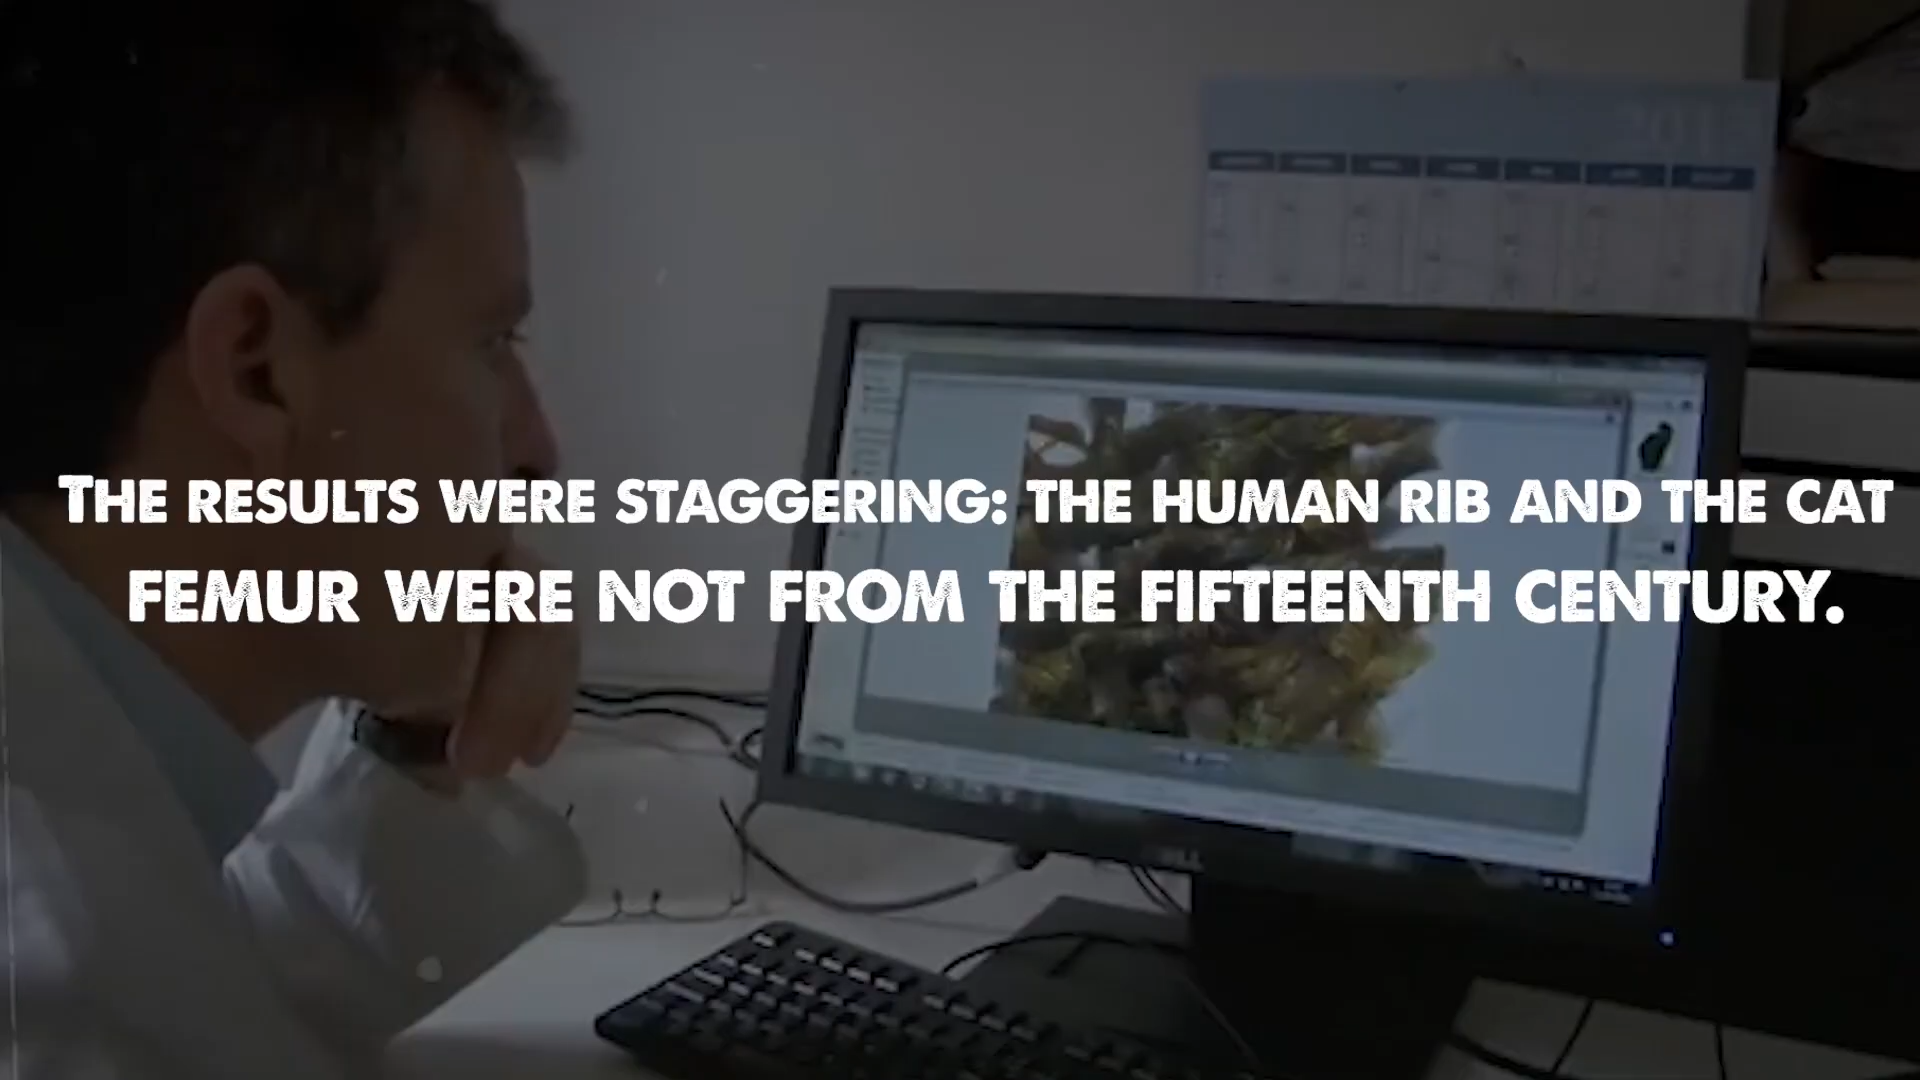 The results were staggering: the human rib and the cat
femur were not from the fifteenth century.